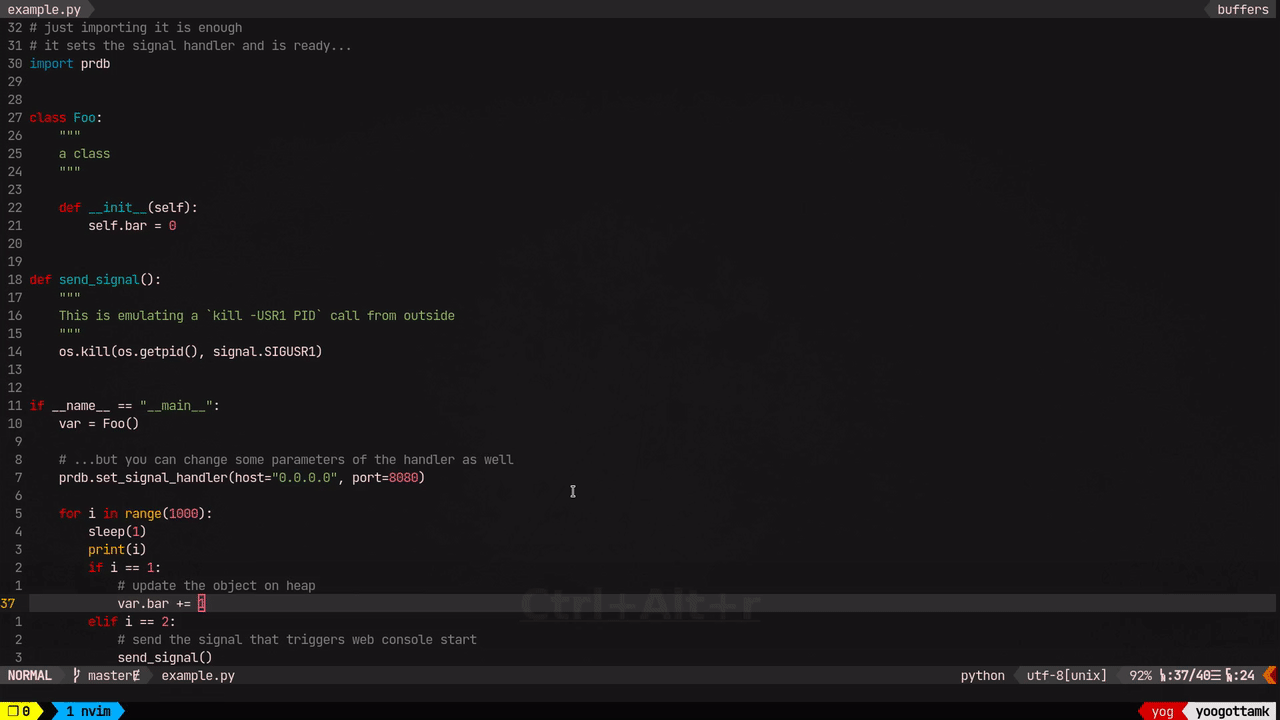 example.py buffers
32 # just importing it is enough
31 # it sets the signal handler and is ready...
30 import prdb
29
28
27 class Foo:
26     """
25     a class
24     """
23
22     def __init__(self):
21         self.bar = 0
20
19
18 def send_signal():
17     """
16     This is emulating a `kill -USR1 PID` call from outside
15     """
14     os.kill(os.getpid(), signal.SIGUSR1)
13
12
11 if __name__ == "__main__":
10     var = Foo()
9
8     # ...but you can change some parameters of the handler as well
7     prdb.set_signal_handler(host="0.0.0.0", port=8080)
6
5     for i in range(1000):
4         sleep(1)
3         print(i)
2         if i == 1:
1             # update the object on heap
37             var.bar += 1
Ctrl+Alt+r
1         elif i == 2:
2             # send the signal that triggers web console start
3             send_signal()
NORMAL master example.py python utf-8[unix] 92% :37/40 :24
0 1 nvim yog yoogottamk